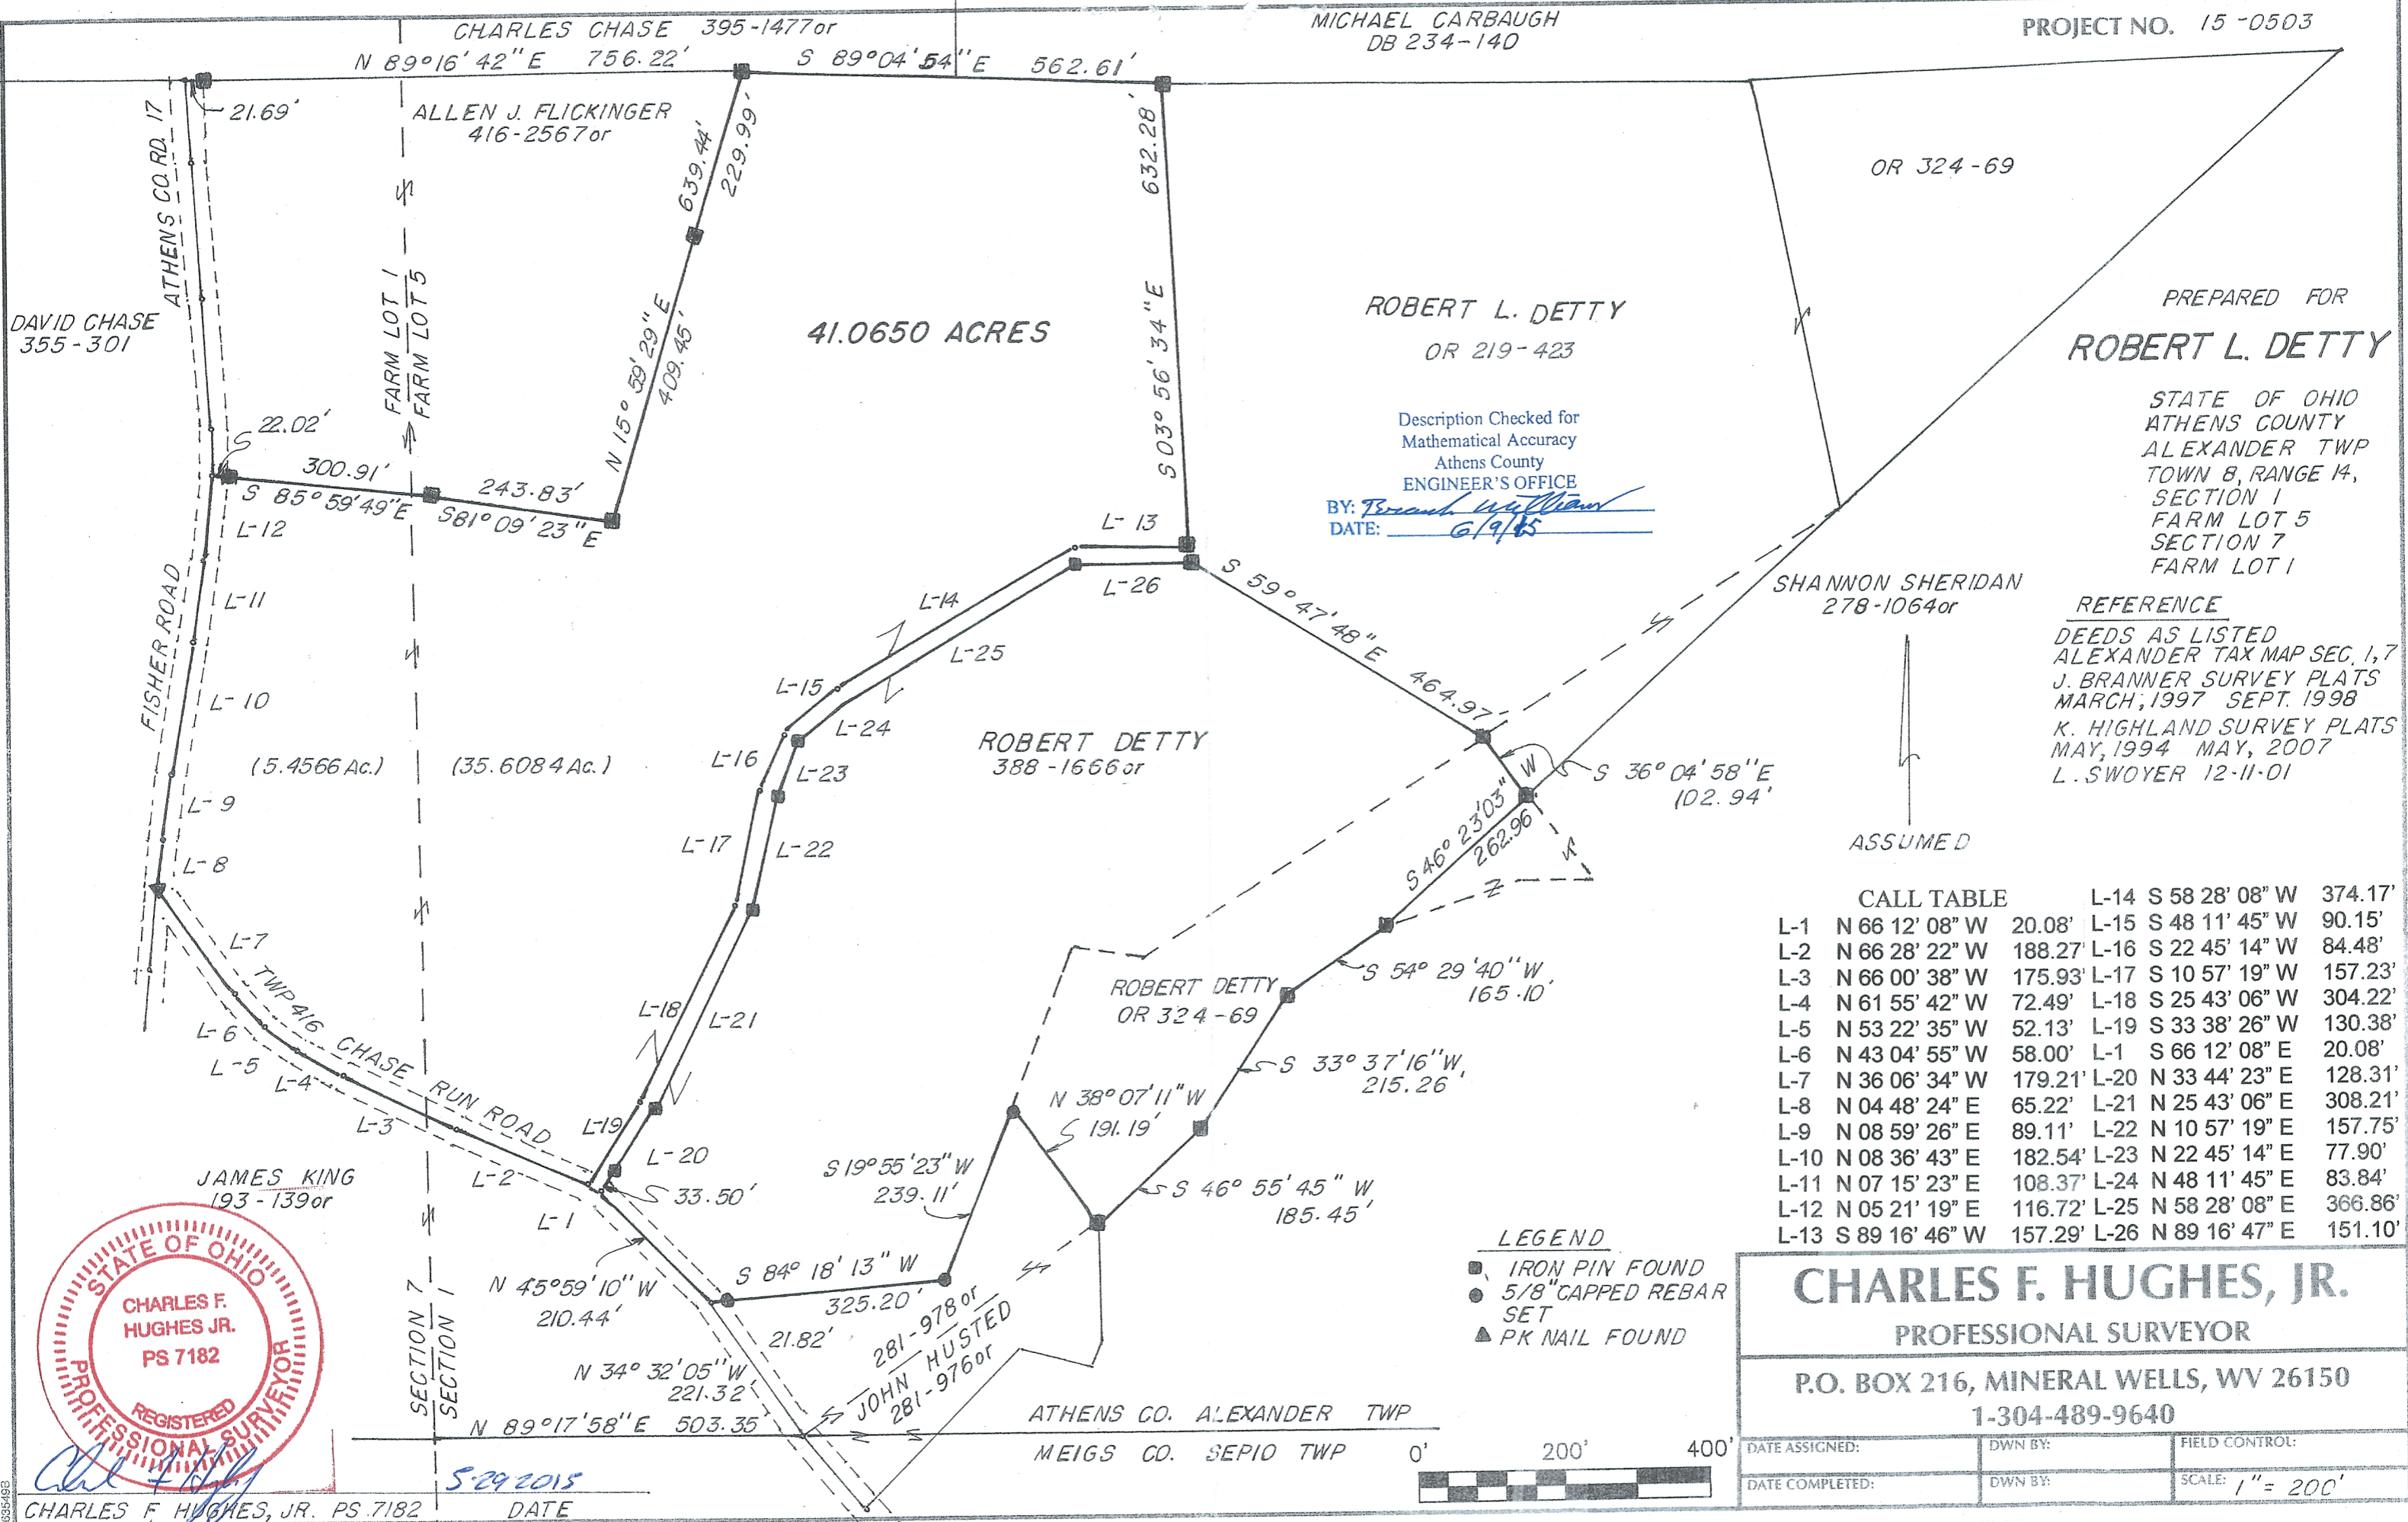 CHARLES CHASE 395-1477or
MICHAEL CARBAUGH
DB 234-140
PROJECT NO. 15-0503
N 89°16'42"E 756.22'
S 89°04'54"E 562.61'
21.69'
ALLEN J. FLICKINGER
416-2567or
ATHENS CO. RD. 17
639.44'
229.99'
632.28'
OR 324-69
DAVID CHASE
355-301
FARM LOT 1
FARM LOT 5
N 15°59'29"E
409.45'
41.0650 ACRES
S 03°56'34"E
ROBERT L. DETTY
OR 219-423
PREPARED FOR
ROBERT L. DETTY
STATE OF OHIO
ATHENS COUNTY
ALEXANDER TWP
TOWN 8, RANGE 14,
SECTION 1
FARM LOT 5
SECTION 7
FARM LOT 1
Description Checked for
Mathematical Accuracy
Athens County
ENGINEER'S OFFICE
BY:
DATE: 6/9/15
22.02'
300.91'
S 85°59'49"E
243.83'
S81°09'23"E
L-12
L-11
L-10
L-9
L-8
FISHER ROAD
L-13
L-26
L-14
L-25
L-15
L-24
L-16
L-23
L-17
L-22
S 59°47'48"E 464.97'
SHANNON SHERIDAN
278-1064or
REFERENCE
DEEDS AS LISTED
ALEXANDER TAX MAP SEC. 1,7
J. BRANNER SURVEY PLATS
MARCH, 1997 SEPT. 1998
K. HIGHLAND SURVEY PLATS
MAY, 1994 MAY, 2007
L. SWOYER 12-11-01
(5.4566 Ac.)
(35.6084 Ac.)
ROBERT DETTY
388-1666or
S 36°04'58"E
102.94'
S 46°23'03" W
262.96
ASSUMED
L-7
L-6
L-5
L-4
L-3
L-2
L-1
TWP 416 CHASE RUN ROAD
L-18
L-21
L-19
L-20
33.50'
ROBERT DETTY
OR 324-69
S 54°29'40"W
165.10'
S 33°37'16"W,
215.26'
N 38°07'11"W
191.19'
S 19°55'23"W
239.11'
S 46°55'45"W
185.45'
JAMES KING
193-139or
N 45°59'10"W
210.44'
S 84°18'13"W
325.20'
21.82'
N 34°32'05"W
221.32'
281-978or
JOHN HUSTED
281-976or
SECTION 7
SECTION 1
N 89°17'58"E 503.35'
ATHENS CO. ALEXANDER TWP
MEIGS CO. SEPIO TWP
CALL TABLE
L-1 N 66 12' 08" W 20.08'
L-2 N 66 28' 22" W 188.27'
L-3 N 66 00' 38" W 175.93'
L-4 N 61 55' 42" W 72.49'
L-5 N 53 22' 35" W 52.13'
L-6 N 43 04' 55" W 58.00'
L-7 N 36 06' 34" W 179.21'
L-8 N 04 48' 24" E 65.22'
L-9 N 08 59' 26" E 89.11'
L-10 N 08 36' 43" E 182.54'
L-11 N 07 15' 23" E 108.37'
L-12 N 05 21' 19" E 116.72'
L-13 S 89 16' 46" W 157.29'
L-14 S 58 28' 08" W 374.17'
L-15 S 48 11' 45" W 90.15'
L-16 S 22 45' 14" W 84.48'
L-17 S 10 57' 19" W 157.23'
L-18 S 25 43' 06" W 304.22'
L-19 S 33 38' 26" W 130.38'
L-1 S 66 12' 08" E 20.08'
L-20 N 33 44' 23" E 128.31'
L-21 N 25 43' 06" E 308.21'
L-22 N 10 57' 19" E 157.75'
L-23 N 22 45' 14" E 77.90'
L-24 N 48 11' 45" E 83.84'
L-25 N 58 28' 08" E 366.86'
L-26 N 89 16' 47" E 151.10'
LEGEND
IRON PIN FOUND
5/8" CAPPED REBAR
SET
PK NAIL FOUND
0' 200' 400'
CHARLES F. HUGHES, JR.
PROFESSIONAL SURVEYOR
P.O. BOX 216, MINERAL WELLS, WV 26150
1-304-489-9640
DATE ASSIGNED: DWN BY: FIELD CONTROL:
DATE COMPLETED: DWN BY: SCALE: 1"= 200'
STATE OF OHIO
CHARLES F.
HUGHES JR.
PS 7182
REGISTERED
PROFESSIONAL SURVEYOR
5-29 2015
CHARLES F. HUGHES, JR. PS 7182 DATE